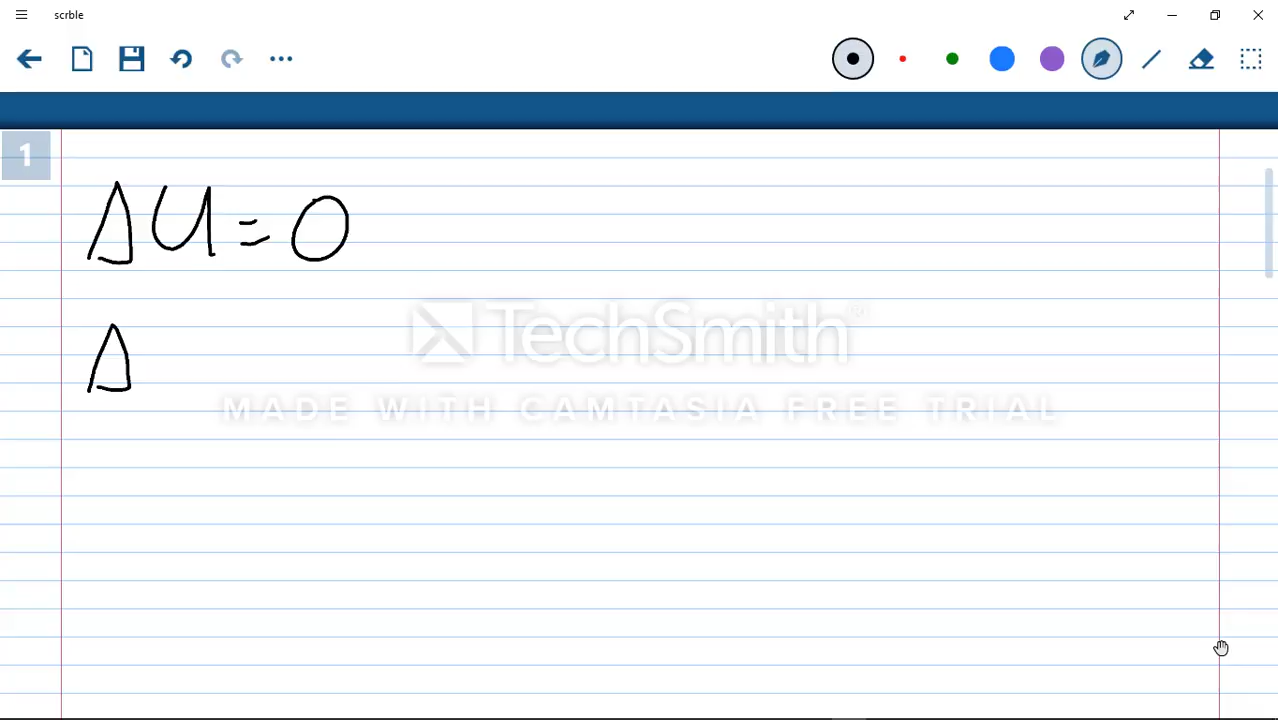 scrble
1
ΔU=0
Δ
TechSmith
MADE WITH CAMTASIA FREE TRIAL